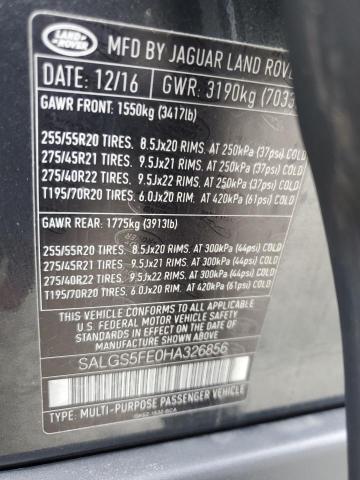 LAND ROVER
MFD BY JAGUAR LAND ROVE
DATE: 12/16 GWR: 3190kg (703
GAWR FRONT: 1550kg (3417lb)
255/55R20 TIRES. 8.5Jx20 RIMS. AT 250kPa (37psi) COLD
275/45R21 TIRES. 9.5Jx21 RIMS. AT 250kPa (37psi) COLD
275/40R22 TIRES. 9.5Jx22 RIMS. AT 250kPa (37psi) COLD
T195/70R20 TIRES. 6.0Jx20 RIMS. AT 420kPa (61psi) COLD
GAWR REAR: 1775kg (3913lb)
255/55R20 TIRES. 8.5Jx20 RIMS. AT 300kPa (44psi) COLD
275/45R21 TIRES. 9.5Jx21 RIMS. AT 300kPa (44psi) COLD
275/40R22 TIRES. 9.5Jx22 RIMS. AT 300kPa (44psi) COLD
T195/70R20 TIRES. 6.0Jx20 RIMS. AT 420kPa (61psi) COLD
THIS VEHICLE CONFORMS TO ALL APPLICABLE
U.S. FEDERAL MOTOR VEHICLE SAFETY
STANDARDS IN EFFECT ON THE DATE OF
MANUFACTURE SHOWN ABOVE.
SALGS5FE0HA326856
TYPE: MULTI-PURPOSE PASSENGER VEHICLE